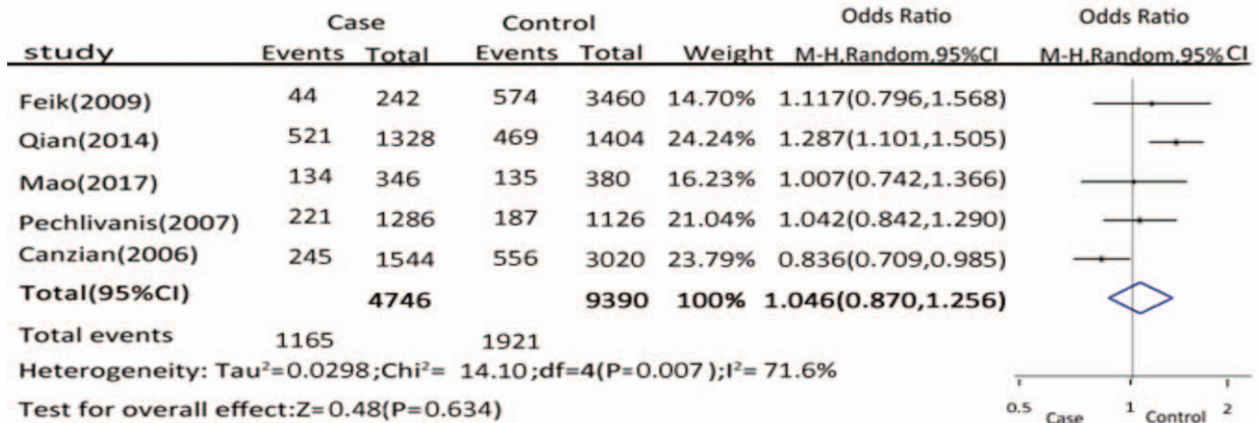 Case Control Odds Ratio Odds Ratio
study Events Total Events Total Weight M-H,Random,95%CI M-H,Random,95%CI
Feik(2009) 44 242 574 3460 14.70% 1.117(0.796,1.568)
Qian(2014) 521 1328 469 1404 24.24% 1.287(1.101,1.505)
Mao(2017) 134 346 135 380 16.23% 1.007(0.742,1.366)
Pechlivanis(2007) 221 1286 187 1126 21.04% 1.042(0.842,1.290)
Canzian(2006) 245 1544 556 3020 23.79% 0.836(0.709,0.985)
Total(95%CI) 4746 9390 100% 1.046(0.870,1.256)
Total events 1165 1921
Heterogeneity: Tau²=0.0298;Chi²= 14.10;df=4(P=0.007);I²= 71.6%
Test for overall effect:Z=0.48(P=0.634)
0.5 1 2
Case Control